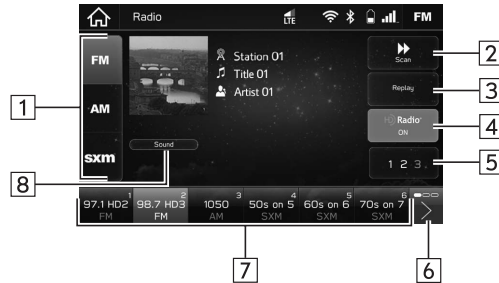 Radio LTE FM
FM
AM
sxm
Station 01
Title 01
Artist 01
Sound
Scan
Replay
HD Radio
ON
1 2 3.
1 2 3 4 5 6
97.1 HD2 98.7 HD3 1050 50s on 5 60s on 6 70s on 7
FM FM AM SXM SXM SXM
1
2
3
4
5
6
7
8